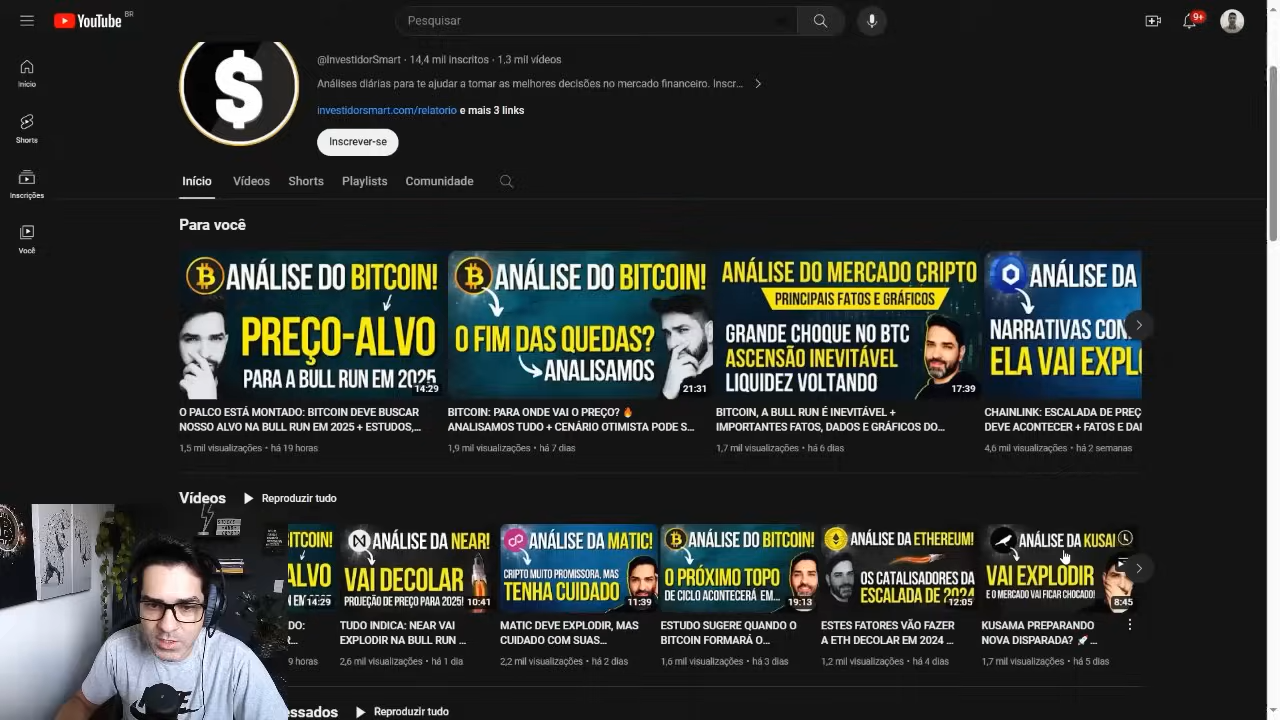 YouTube BR
Pesquisar
9+
@InvestidorSmart · 14,4 mil inscritos · 1,3 mil vídeos
Análises diárias para te ajudar a tomar as melhores decisões no mercado financeiro. Inscr...
investidorsmart.com/relatorio e mais 3 links
Inscrever-se
Início
Shorts
Inscrições
Você
Início Vídeos Shorts Playlists Comunidade
Para você
ANÁLISE DO BITCOIN!
PREÇO-ALVO
PARA A BULL RUN EM 2025
14:29
O PALCO ESTÁ MONTADO: BITCOIN DEVE BUSCAR
NOSSO ALVO NA BULL RUN EM 2025 + ESTUDOS,...
1,5 mil visualizações • há 19 horas
ANÁLISE DO BITCOIN!
O FIM DAS QUEDAS?
ANALISAMOS
21:31
BITCOIN: PARA ONDE VAI O PREÇO? 🔥
ANALISAMOS TUDO + CENÁRIO OTIMISTA PODE S...
1,9 mil visualizações • há 7 dias
ANÁLISE DO MERCADO CRIPTO
PRINCIPAIS FATOS E GRÁFICOS
GRANDE CHOQUE NO BTC
ASCENSÃO INEVITÁVEL
LIQUIDEZ VOLTANDO
17:39
BITCOIN, A BULL RUN É INEVITÁVEL +
IMPORTANTES FATOS, DADOS E GRÁFICOS DO...
1,7 mil visualizações • há 6 dias
ANÁLISE DA
NARRATIVAS CON
ELA VAI EXPL
CHAINLINK: ESCALADA DE PREÇ
DEVE ACONTECER + FATOS E DAI
4,6 mil visualizações • há 2 semanas
Vídeos Reproduzir tudo
ITCOIN!
ALVO
EM 2025
14:29
DO:
9 horas
ANÁLISE DA NEAR!
VAI DECOLAR
PROJEÇÃO DE PREÇO PARA 2025!
10:41
TUDO INDICA: NEAR VAI
EXPLODIR NA BULL RUN ...
2,6 mil visualizações • há 1 dia
ANÁLISE DA MATIC!
CRIPTO MUITO PROMISSORA, MAS
TENHA CUIDADO
11:39
MATIC DEVE EXPLODIR, MAS
CUIDADO COM SUAS...
2,2 mil visualizações • há 2 dias
ANÁLISE DO BITCOIN!
O PRÓXIMO TOPO
DE CICLO ACONTECERÁ EM...
19:13
ESTUDO SUGERE QUANDO O
BITCOIN FORMARÁ O...
1,6 mil visualizações • há 3 dias
ANÁLISE DA ETHEREUM!
OS CATALISADORES DA
ESCALADA DE 2024
12:05
ESTES FATORES VÃO FAZER
A ETH DECOLAR EM 2024 ...
1,2 mil visualizações • há 4 dias
ANÁLISE DA KUSAI
VAI EXPLODIR
E O MERCADO VAI FICAR CHOCADO!
8:45
KUSAMA PREPARANDO
NOVA DISPARADA? 🚀 ...
1,7 mil visualizações • há 5 dias
essados Reproduzir tudo